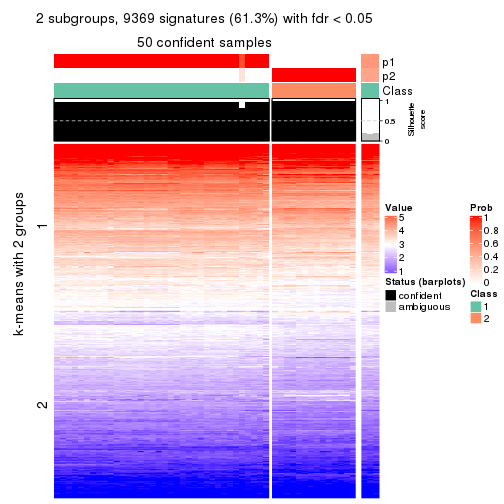 2 subgroups, 9369 signatures (61.3%) with fdr < 0.05
50 confident samples
p1
p2
Class
1
0.5
0
Silhouette
score
k-means with 2 groups
1
2
Value
5
4
3
2
1
Status (barplots)
confident
ambiguous
Prob
1
0.8
0.6
0.4
0.2
0
Class
1
2